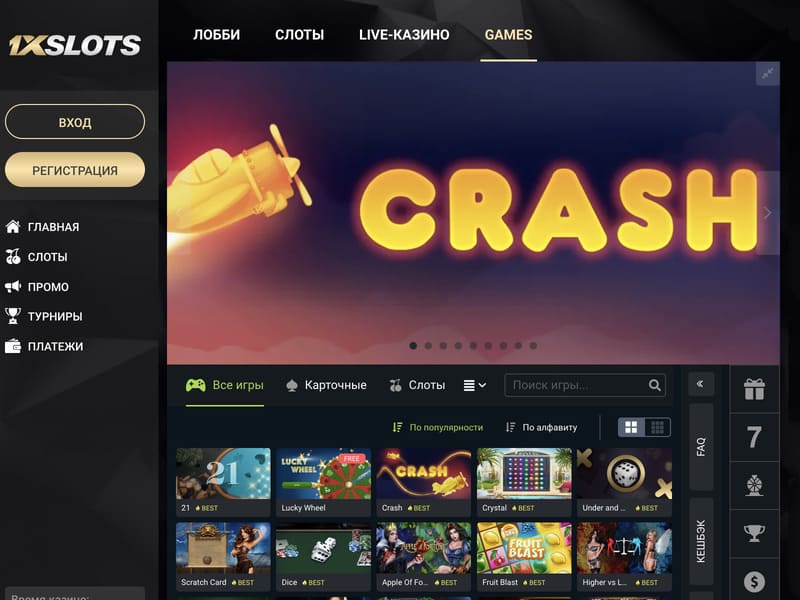 1XSLOTS
ЛОББИ
СЛОТЫ
LIVE-КАЗИНО
GAMES
ВХОД
РЕГИСТРАЦИЯ
ГЛАВНАЯ
СЛОТЫ
ПРОМО
ТУРНИРЫ
ПЛАТЕЖИ
CRASH
Все игры
Карточные
Слоты
Поиск игры...
По популярности
По алфавиту
21
LUCKY WHEEL
FREE
CRASH
21 BEST
Lucky Wheel
Crash BEST
Crystal BEST
Under and ... BEST
FRUIT BLAST
Scratch Card BEST
Dice BEST
Apple Of Fo... BEST
Fruit Blast BEST
Higher vs L... BEST
«
FAQ
КЕШБЭК
7
$
Время казино: